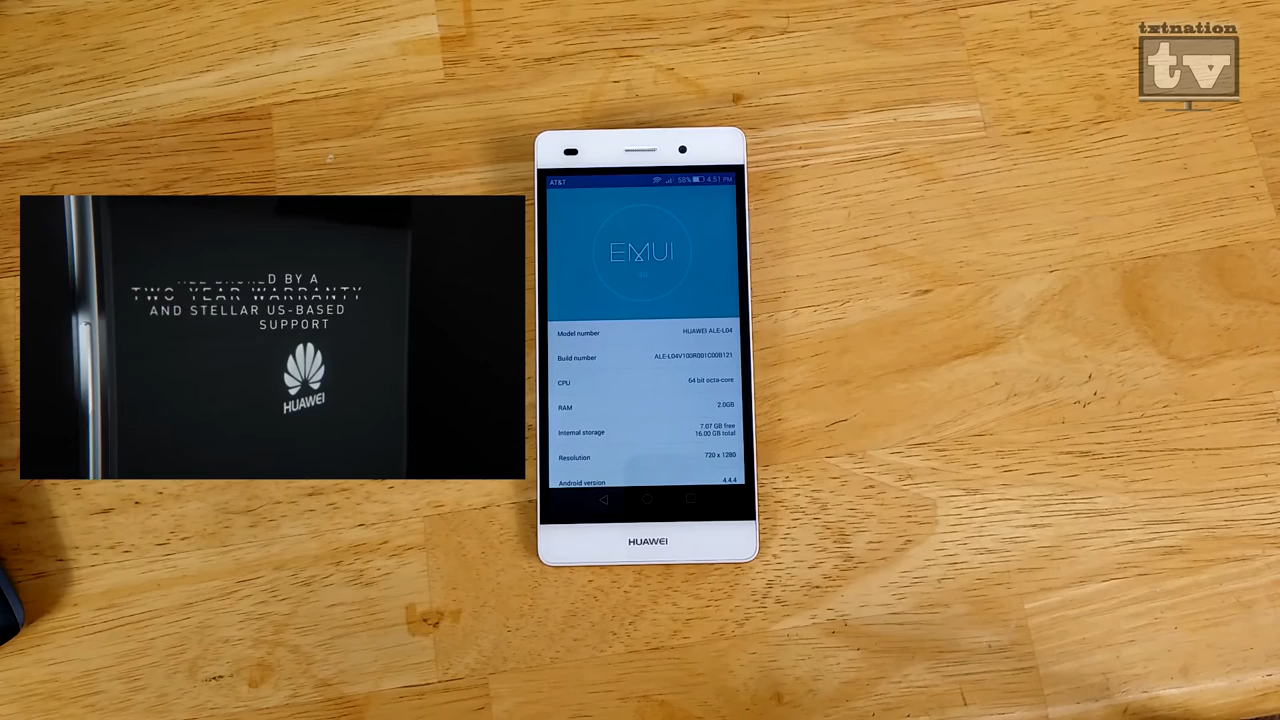 txtnation
tv
D BY A
TWO YEAR WARRANTY
AND STELLAR US-BASED
SUPPORT
HUAWEI
AT&T 58% 4:51 PM
EMUI
Model number HUAWEI ALE-L04
Build number ALE-L04V100R001C00B121
CPU 64 bit octa-core
RAM 2.0GB
Internal storage 7.07 GB free
16.00 GB total
Resolution 720 x 1280
Android version 4.4.4
HUAWEI